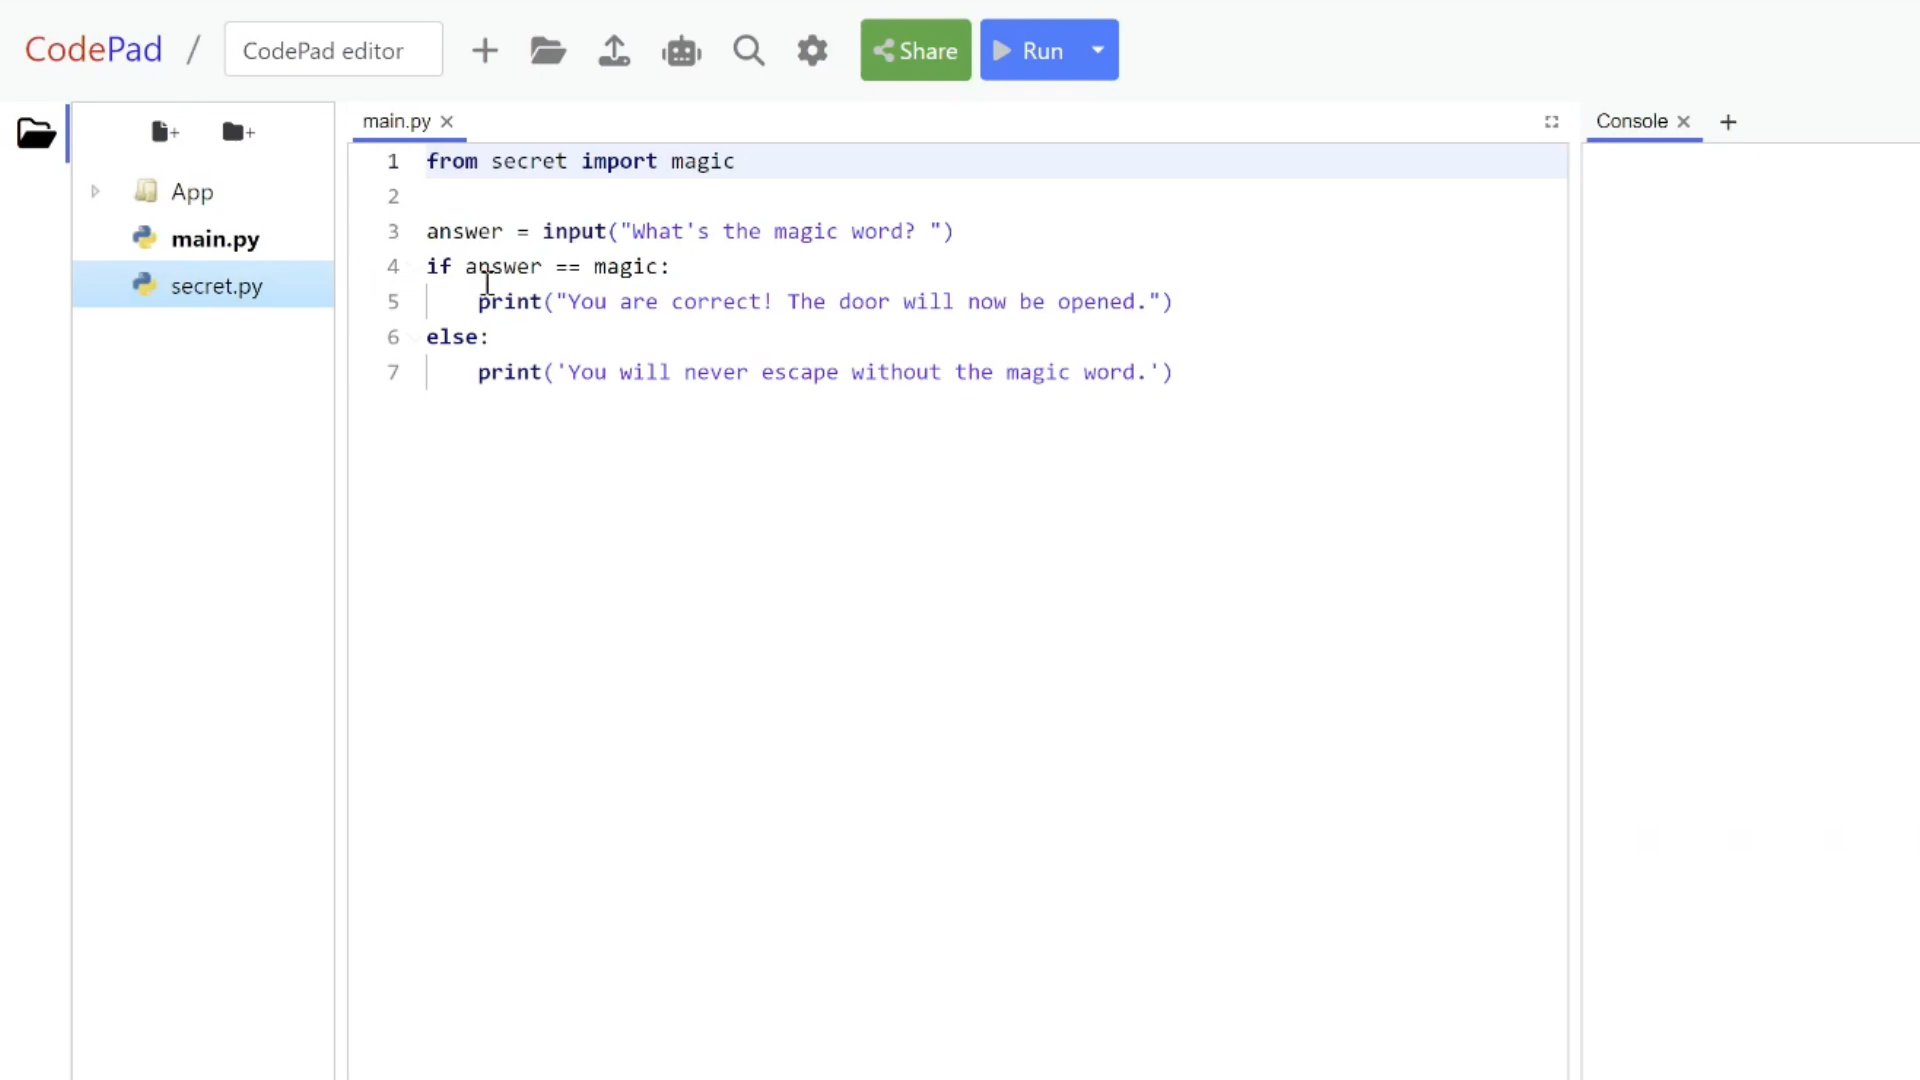 CodePad / CodePad editor Share Run
main.py Console
App
main.py
secret.py
1 from secret import magic
2
3 answer = input("What's the magic word? ")
4 if answer == magic:
5 print("You are correct! The door will now be opened.")
6 else:
7 print('You will never escape without the magic word.')